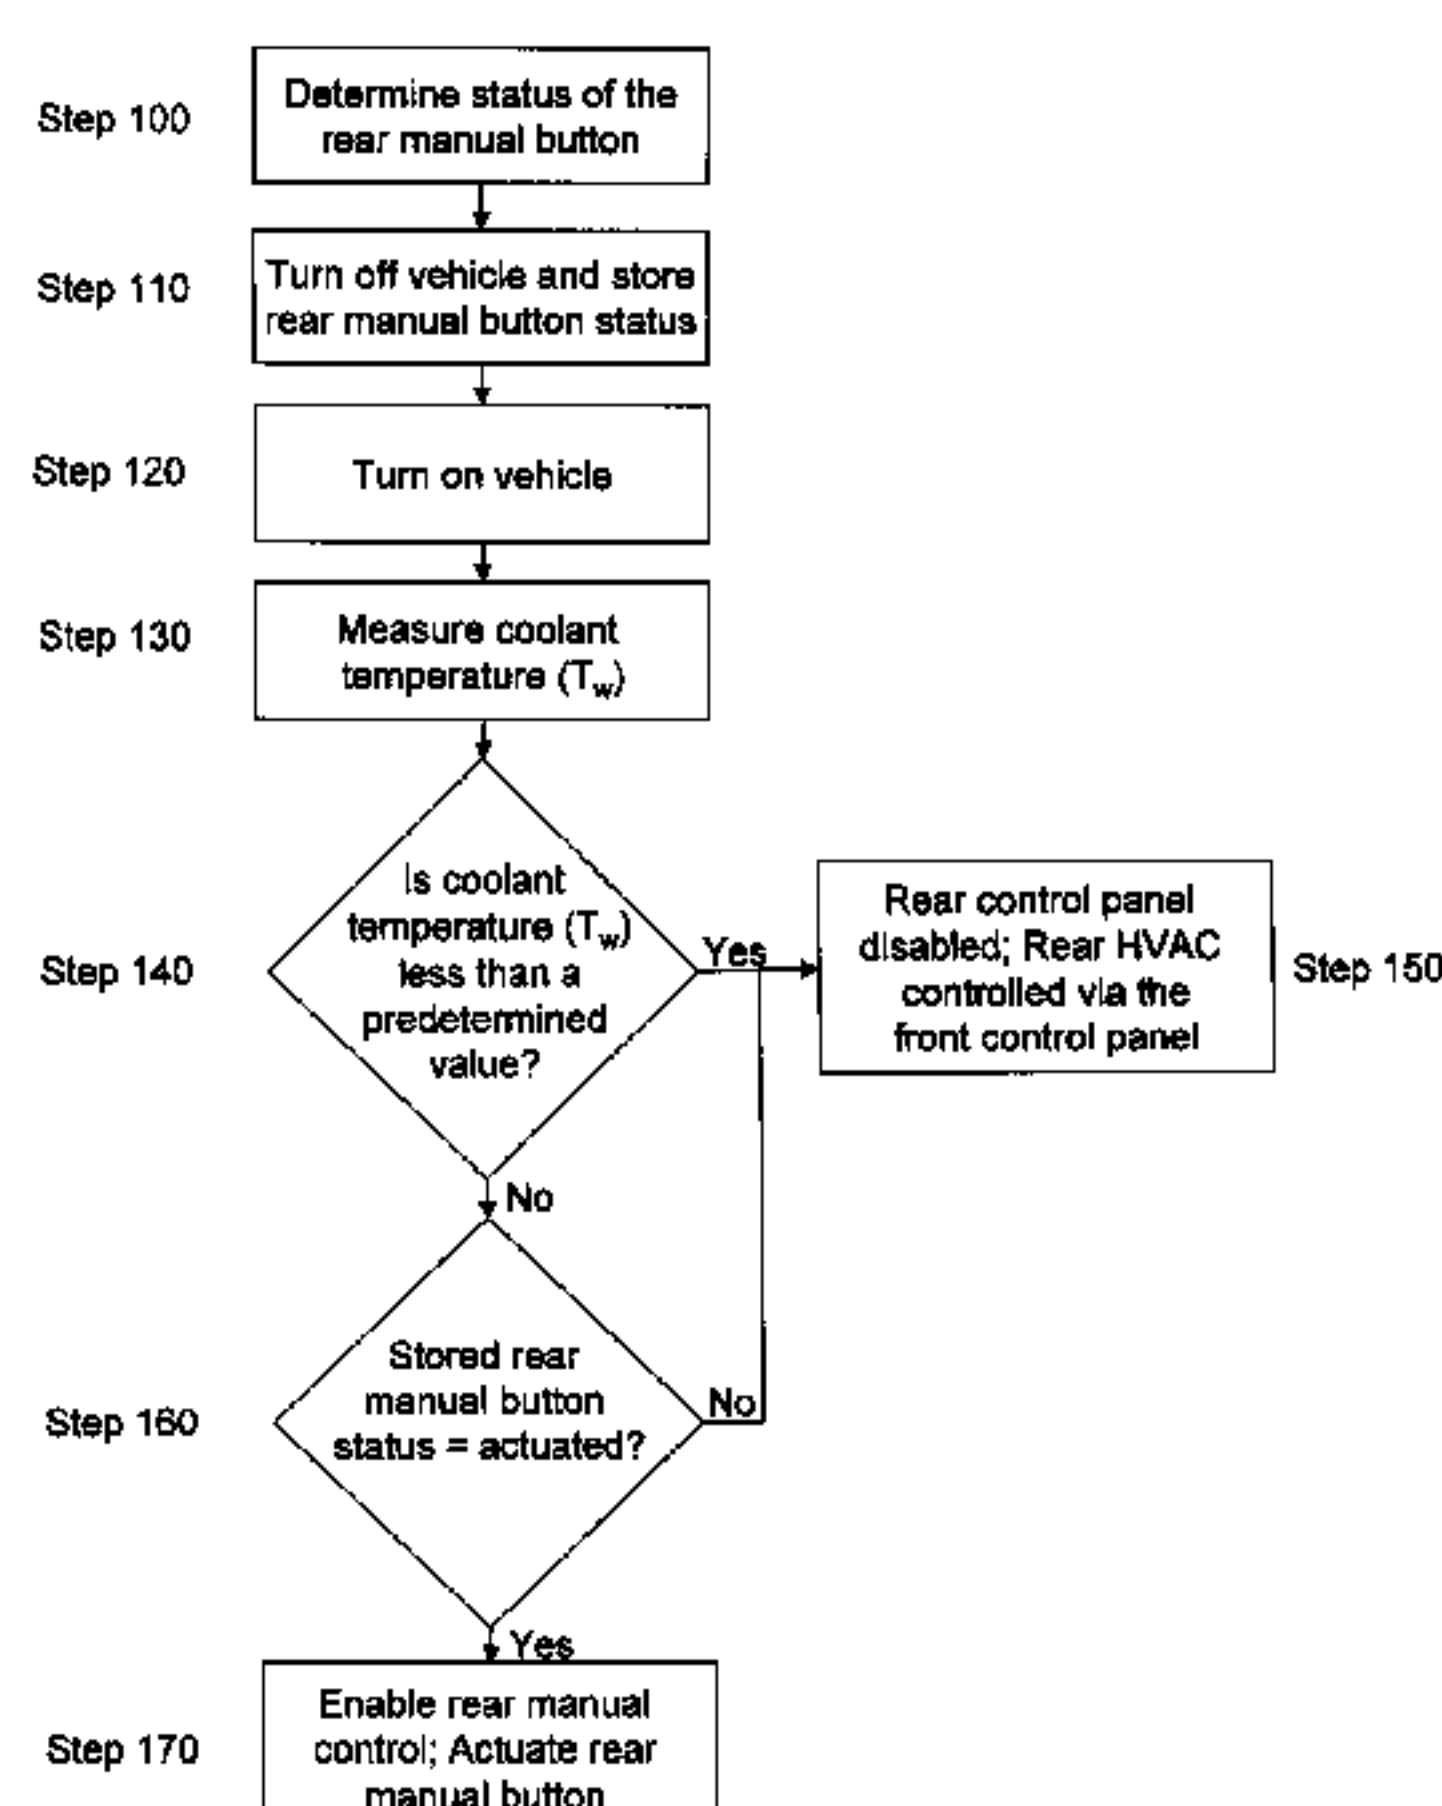 Step 100
Determine status of the
rear manual button
Step 110
Turn off vehicle and store
rear manual button status
Step 120
Turn on vehicle
Step 130
Measure coolant
temperature (Tw)
Step 140
Is coolant
temperature (Tw)
less than a
predetermined
value?
Yes
Rear control panel
disabled; Rear HVAC
controlled via the
front control panel
Step 150
No
Step 160
Stored rear
manual button
status = actuated?
No
Yes
Step 170
Enable rear manual
control; Actuate rear
manual button